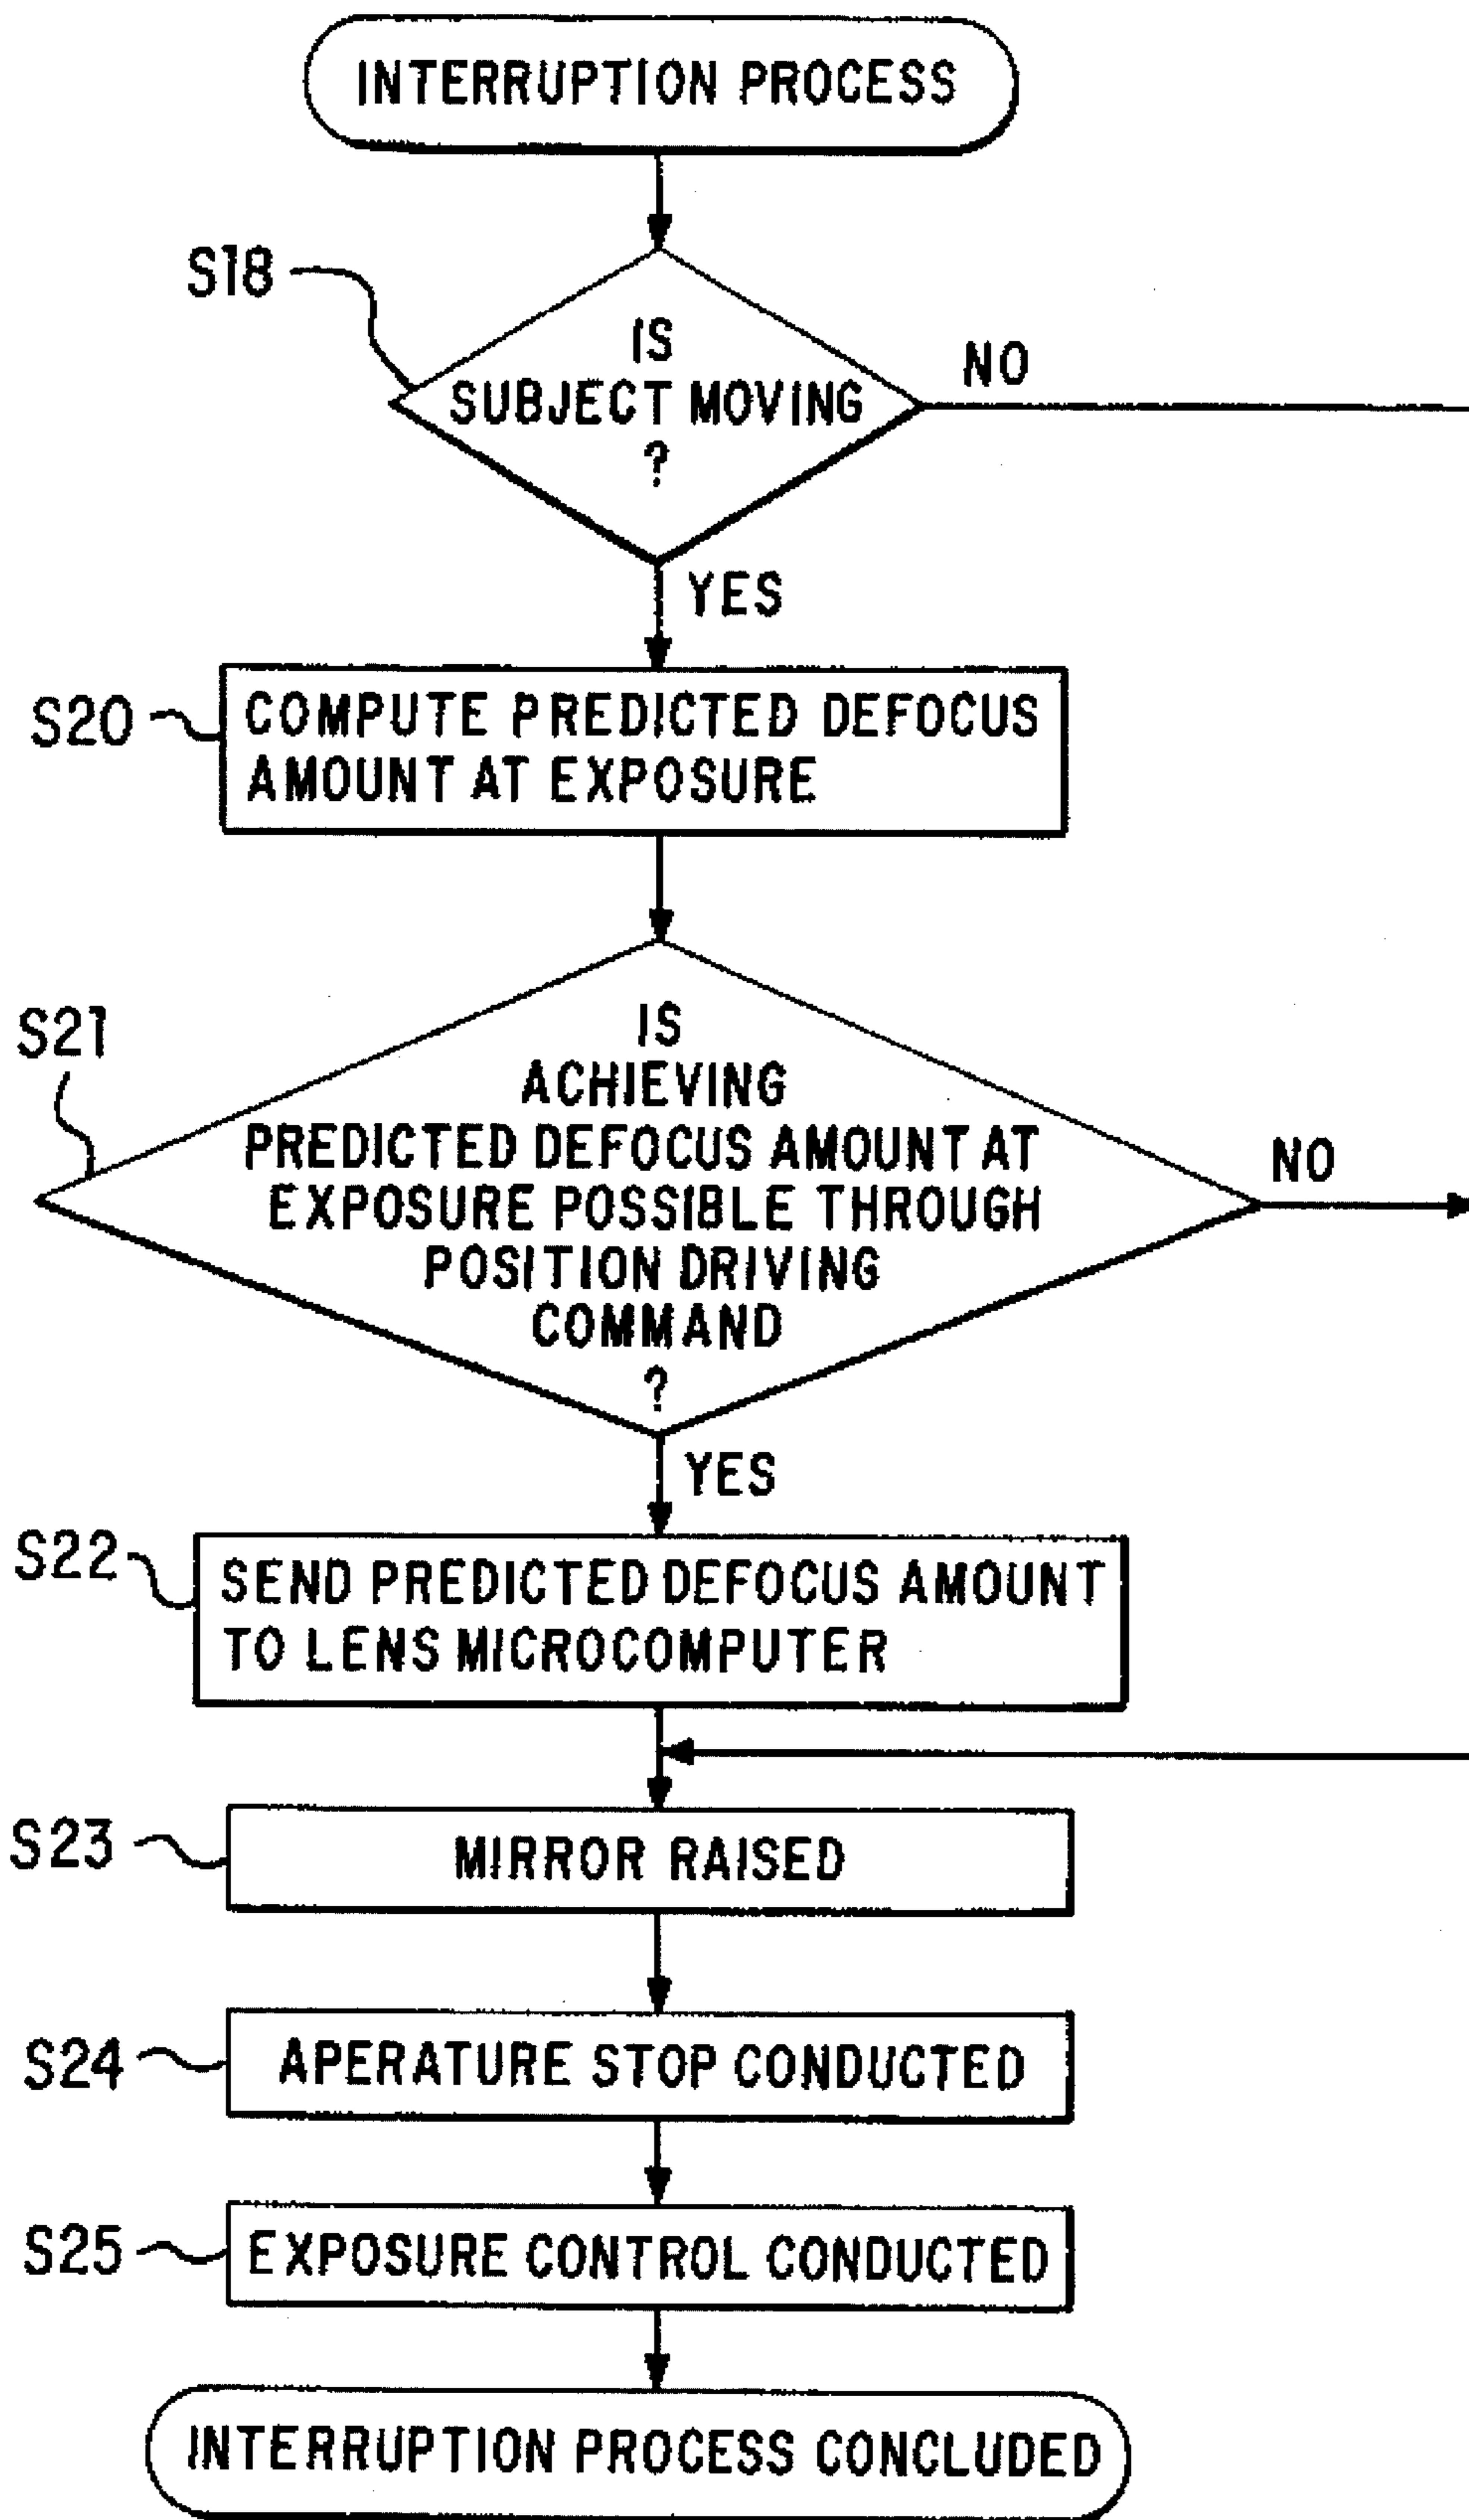 INTERRUPTION PROCESS
S18
IS
SUBJECT MOVING
?
NO
YES
S20
COMPUTE PREDICTED DEFOCUS
AMOUNT AT EXPOSURE
S21
IS
ACHIEVING
PREDICTED DEFOCUS AMOUNT AT
EXPOSURE POSSIBLE THROUGH
POSITION DRIVING
COMMAND
?
NO
YES
S22
SEND PREDICTED DEFOCUS AMOUNT
TO LENS MICROCOMPUTER
S23
MIRROR RAISED
S24
APERATURE STOP CONDUCTED
S25
EXPOSURE CONTROL CONDUCTED
INTERRUPTION PROCESS CONCLUDED